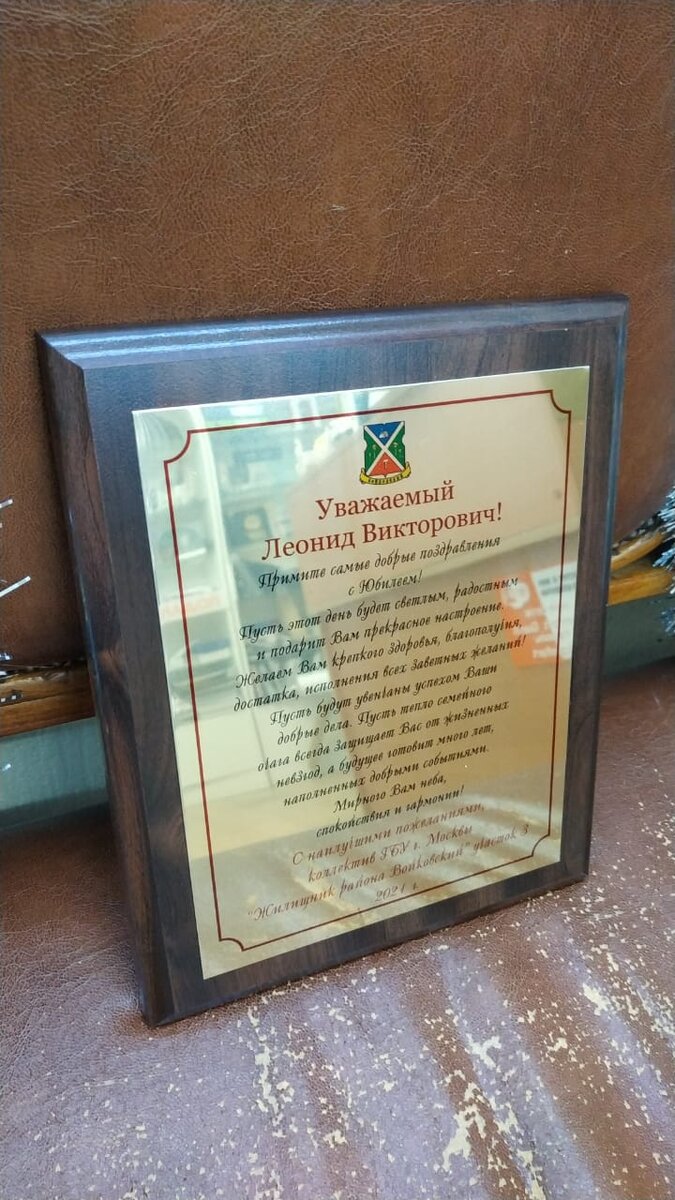 Уважаемый
Леонид Викторович!
Примите самые добрые поздравления
с Юбилеем!
Пусть этот день будет светлым, радостным
и подарит Вам прекрасное настроение.
Желаем Вам крепкого здоровья, благополучия,
достатка, исполнения всех заветных желаний!
Пусть будут увенчаны успехом Ваши
добрые дела. Пусть тепло семейного
очага всегда защищает Вас от жизненных
невзгод, а будущее готовит много лет,
наполненных добрыми событиями.
Мирного Вам неба,
спокойствия и гармонии!
С наилучшими пожеланиями,
коллектив ГБУ г. Москвы
"Жилищник района Войковский" участок 3
2021 г.